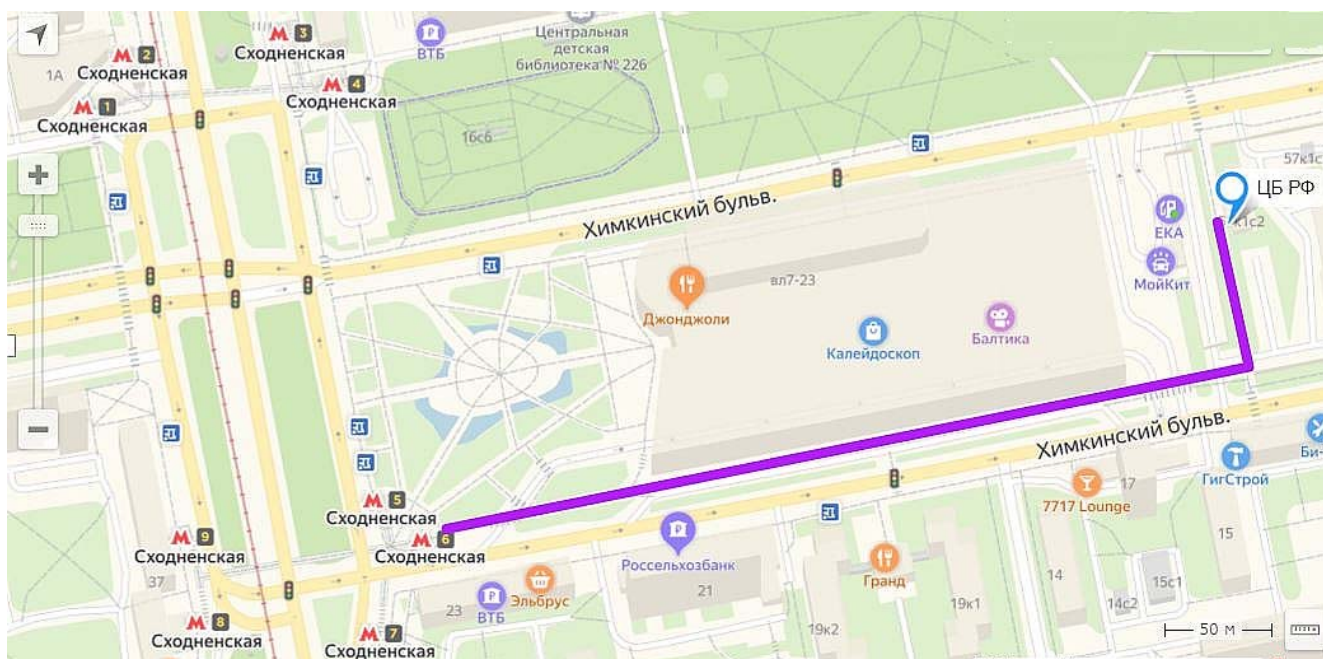 М 3
Сходненская
М 2
Сходненская
1А
М 1
Сходненская
М 4
Сходненская
ВТБ
Центральная
детская
библиотека № 226
16с6
57к1с
ЦБ РФ
к1с2
ЕКА
МойКит
Химкинский бульв.
вл7-23
Джонджоли
Калейдоскоп
Балтика
Химкинский бульв.
Би-
ГигСтрой
17
7717 Lounge
М 5
Сходненская
М 6
Сходненская
М 9
Сходненская
37
Россельхозбанк
21
Эльбрус
ВТБ
23
Гранд
19к1
19к2
14
14с2
15с1
15
М 8
Сходненская
М 7
Сходненская
50 м